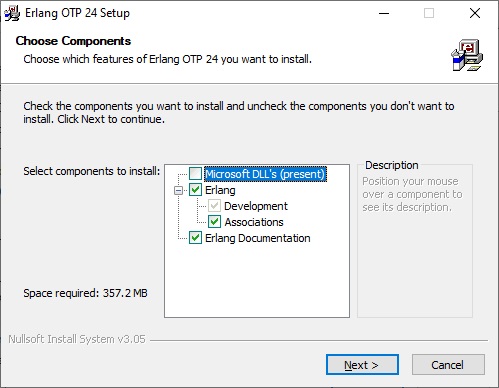 Erlang OTP 24 Setup
Choose Components
Choose which features of Erlang OTP 24 you want to install.
Check the components you want to install and uncheck the components you don't want to
install. Click Next to continue.
Select components to install:
Microsoft DLL's (present)
Erlang
Development
Associations
Erlang Documentation
Description
Position your mouse
over a component to
see its description.
Space required: 357.2 MB
Nullsoft Install System v3.05
Next >
Cancel